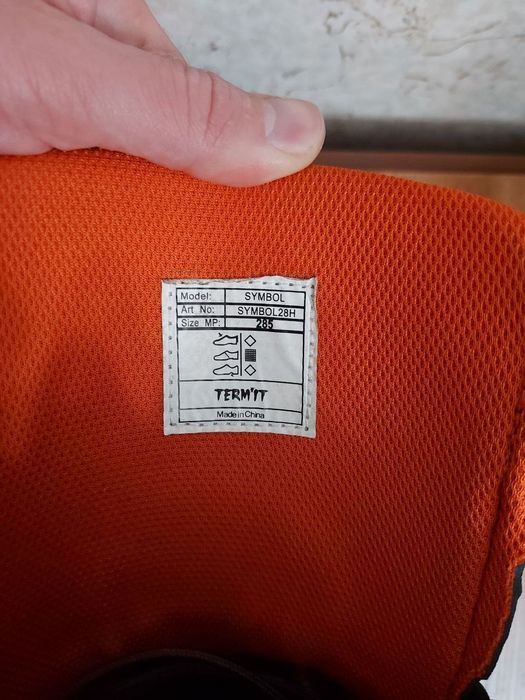 Model: SYMBOL
Art No: SYMBOL28H
Size MP: 285
TERM'IT
Made in China